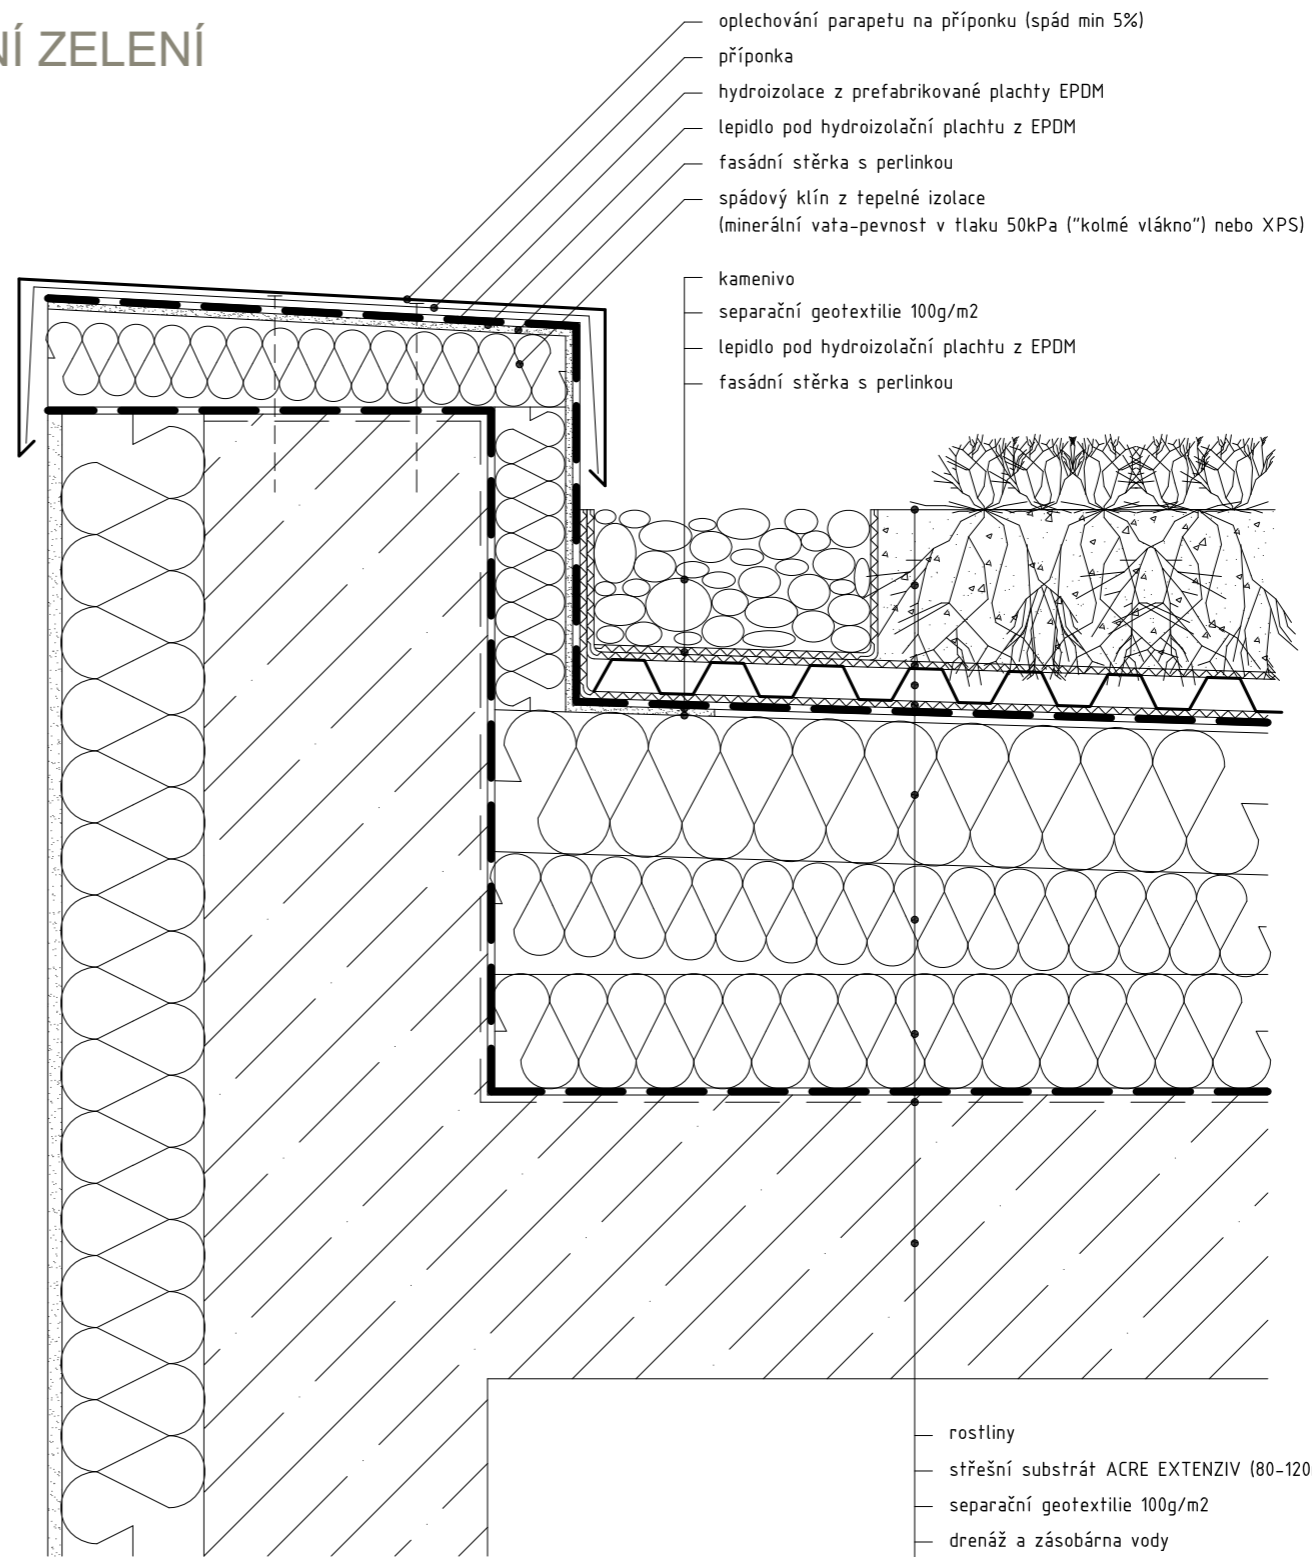 NÍ ZELENÍ
oplechování parapetu na příponku (spád min 5%)
příponka
hydroizolace z prefabrikované plachty EPDM
lepidlo pod hydroizolační plachtu z EPDM
fasádní stěrka s perlinkou
spádový klín z tepelné izolace
(minerální vata-pevnost v tlaku 50kPa ("kolmé vlákno") nebo XPS)
kamenivo
separační geotextilie 100g/m2
lepidlo pod hydroizolační plachtu z EPDM
fasádní stěrka s perlinkou
rostliny
střešní substrát ACRE EXTENZIV (80-120
separační geotextilie 100g/m2
drenáž a zásobárna vody